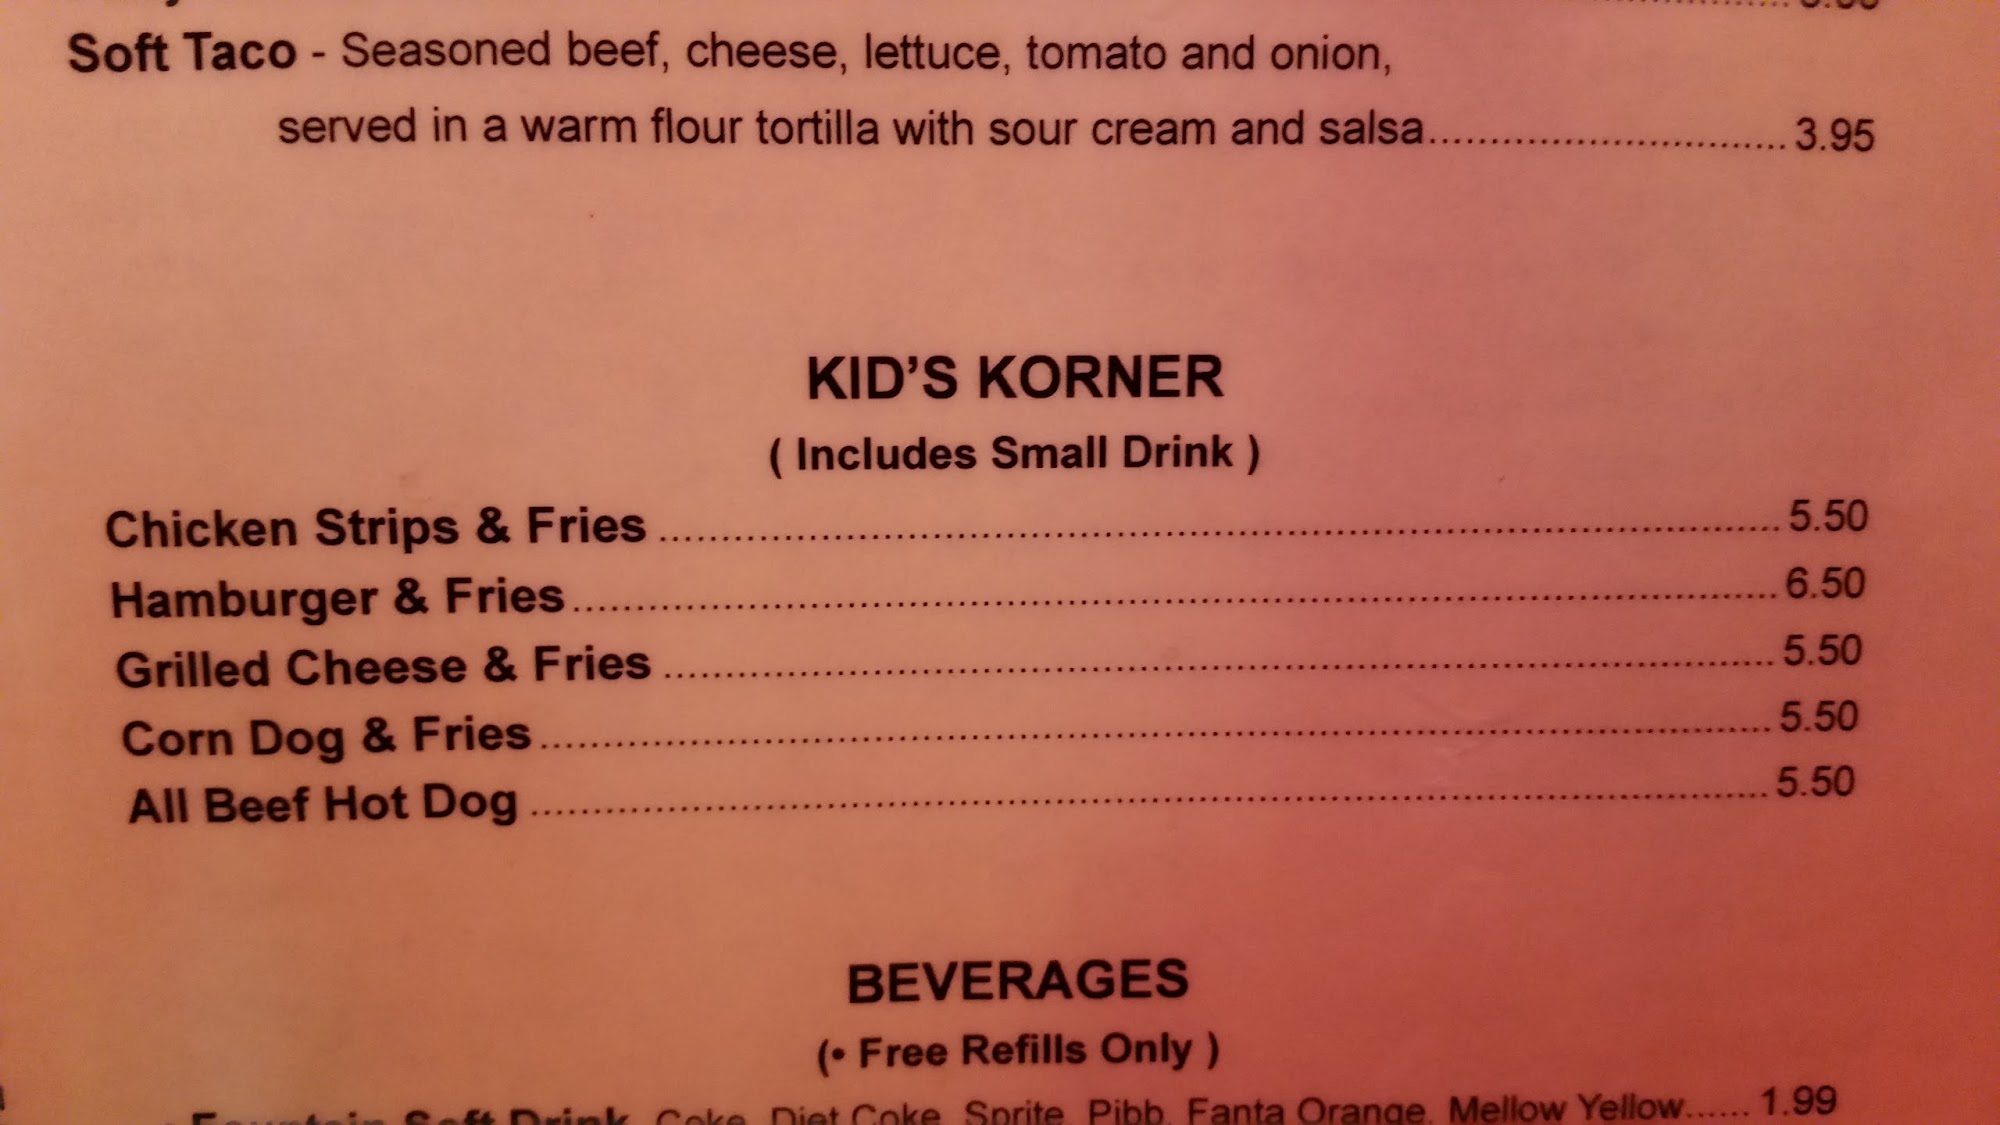 Soft Taco - Seasoned beef, cheese, lettuce, tomato and onion,
served in a warm flour tortilla with sour cream and salsa.............................. 3.95
KID'S KORNER
( Includes Small Drink )
Chicken Strips & Fries ........................................................................ 5.50
Hamburger & Fries ........................................................................ 6.50
Grilled Cheese & Fries ........................................................................ 5.50
Corn Dog & Fries ........................................................................ 5.50
All Beef Hot Dog ........................................................................ 5.50
BEVERAGES
(• Free Refills Only )
• Fountain Soft Drink Coke, Diet Coke, Sprite, Pibb, Fanta Orange, Mellow Yellow...... 1.99